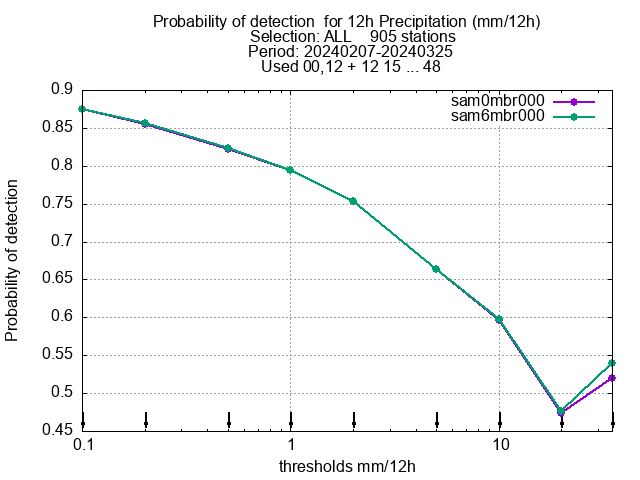 Probability of detection  for 12h Precipitation (mm/12h)
Selection: ALL    905 stations
Period: 20240207-20240325
Used 00,12 + 12 15 ... 48
sam0mbr000
sam6mbr000
0.9
0.85
0.8
0.75
0.7
0.65
0.6
0.55
0.5
0.45
Probability of detection
0.1 1 10
thresholds mm/12h